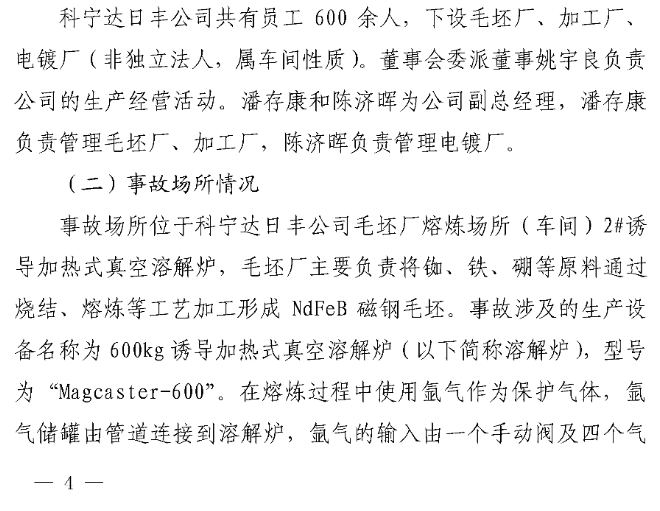 科宁达日丰公司共有员工 600 余人，下设毛坯厂、加工厂、
电镀厂（非独立法人，属车间性质）。董事会委派董事姚宇良负责
公司的生产经营活动。潘存康和陈济晖为公司副总经理，潘存康
负责管理毛坯厂、加工厂，陈济晖负责管理电镀厂。
（二）事故场所情况
事故场所位于科宁达日丰公司毛坯厂熔炼场所（车间）2#诱
导加热式真空溶解炉，毛坯厂主要负责将铷、铁、硼等原料通过
烧结、熔炼等工艺加工形成 NdFeB 磁钢毛坯。事故涉及的生产设
备名称为 600kg 诱导加热式真空溶解炉（以下简称溶解炉），型号
为“Magcaster-600”。在熔炼过程中使用氩气作为保护气体，氩
气储罐由管道连接到溶解炉，氩气的输入由一个手动阀及四个气
— 4 —